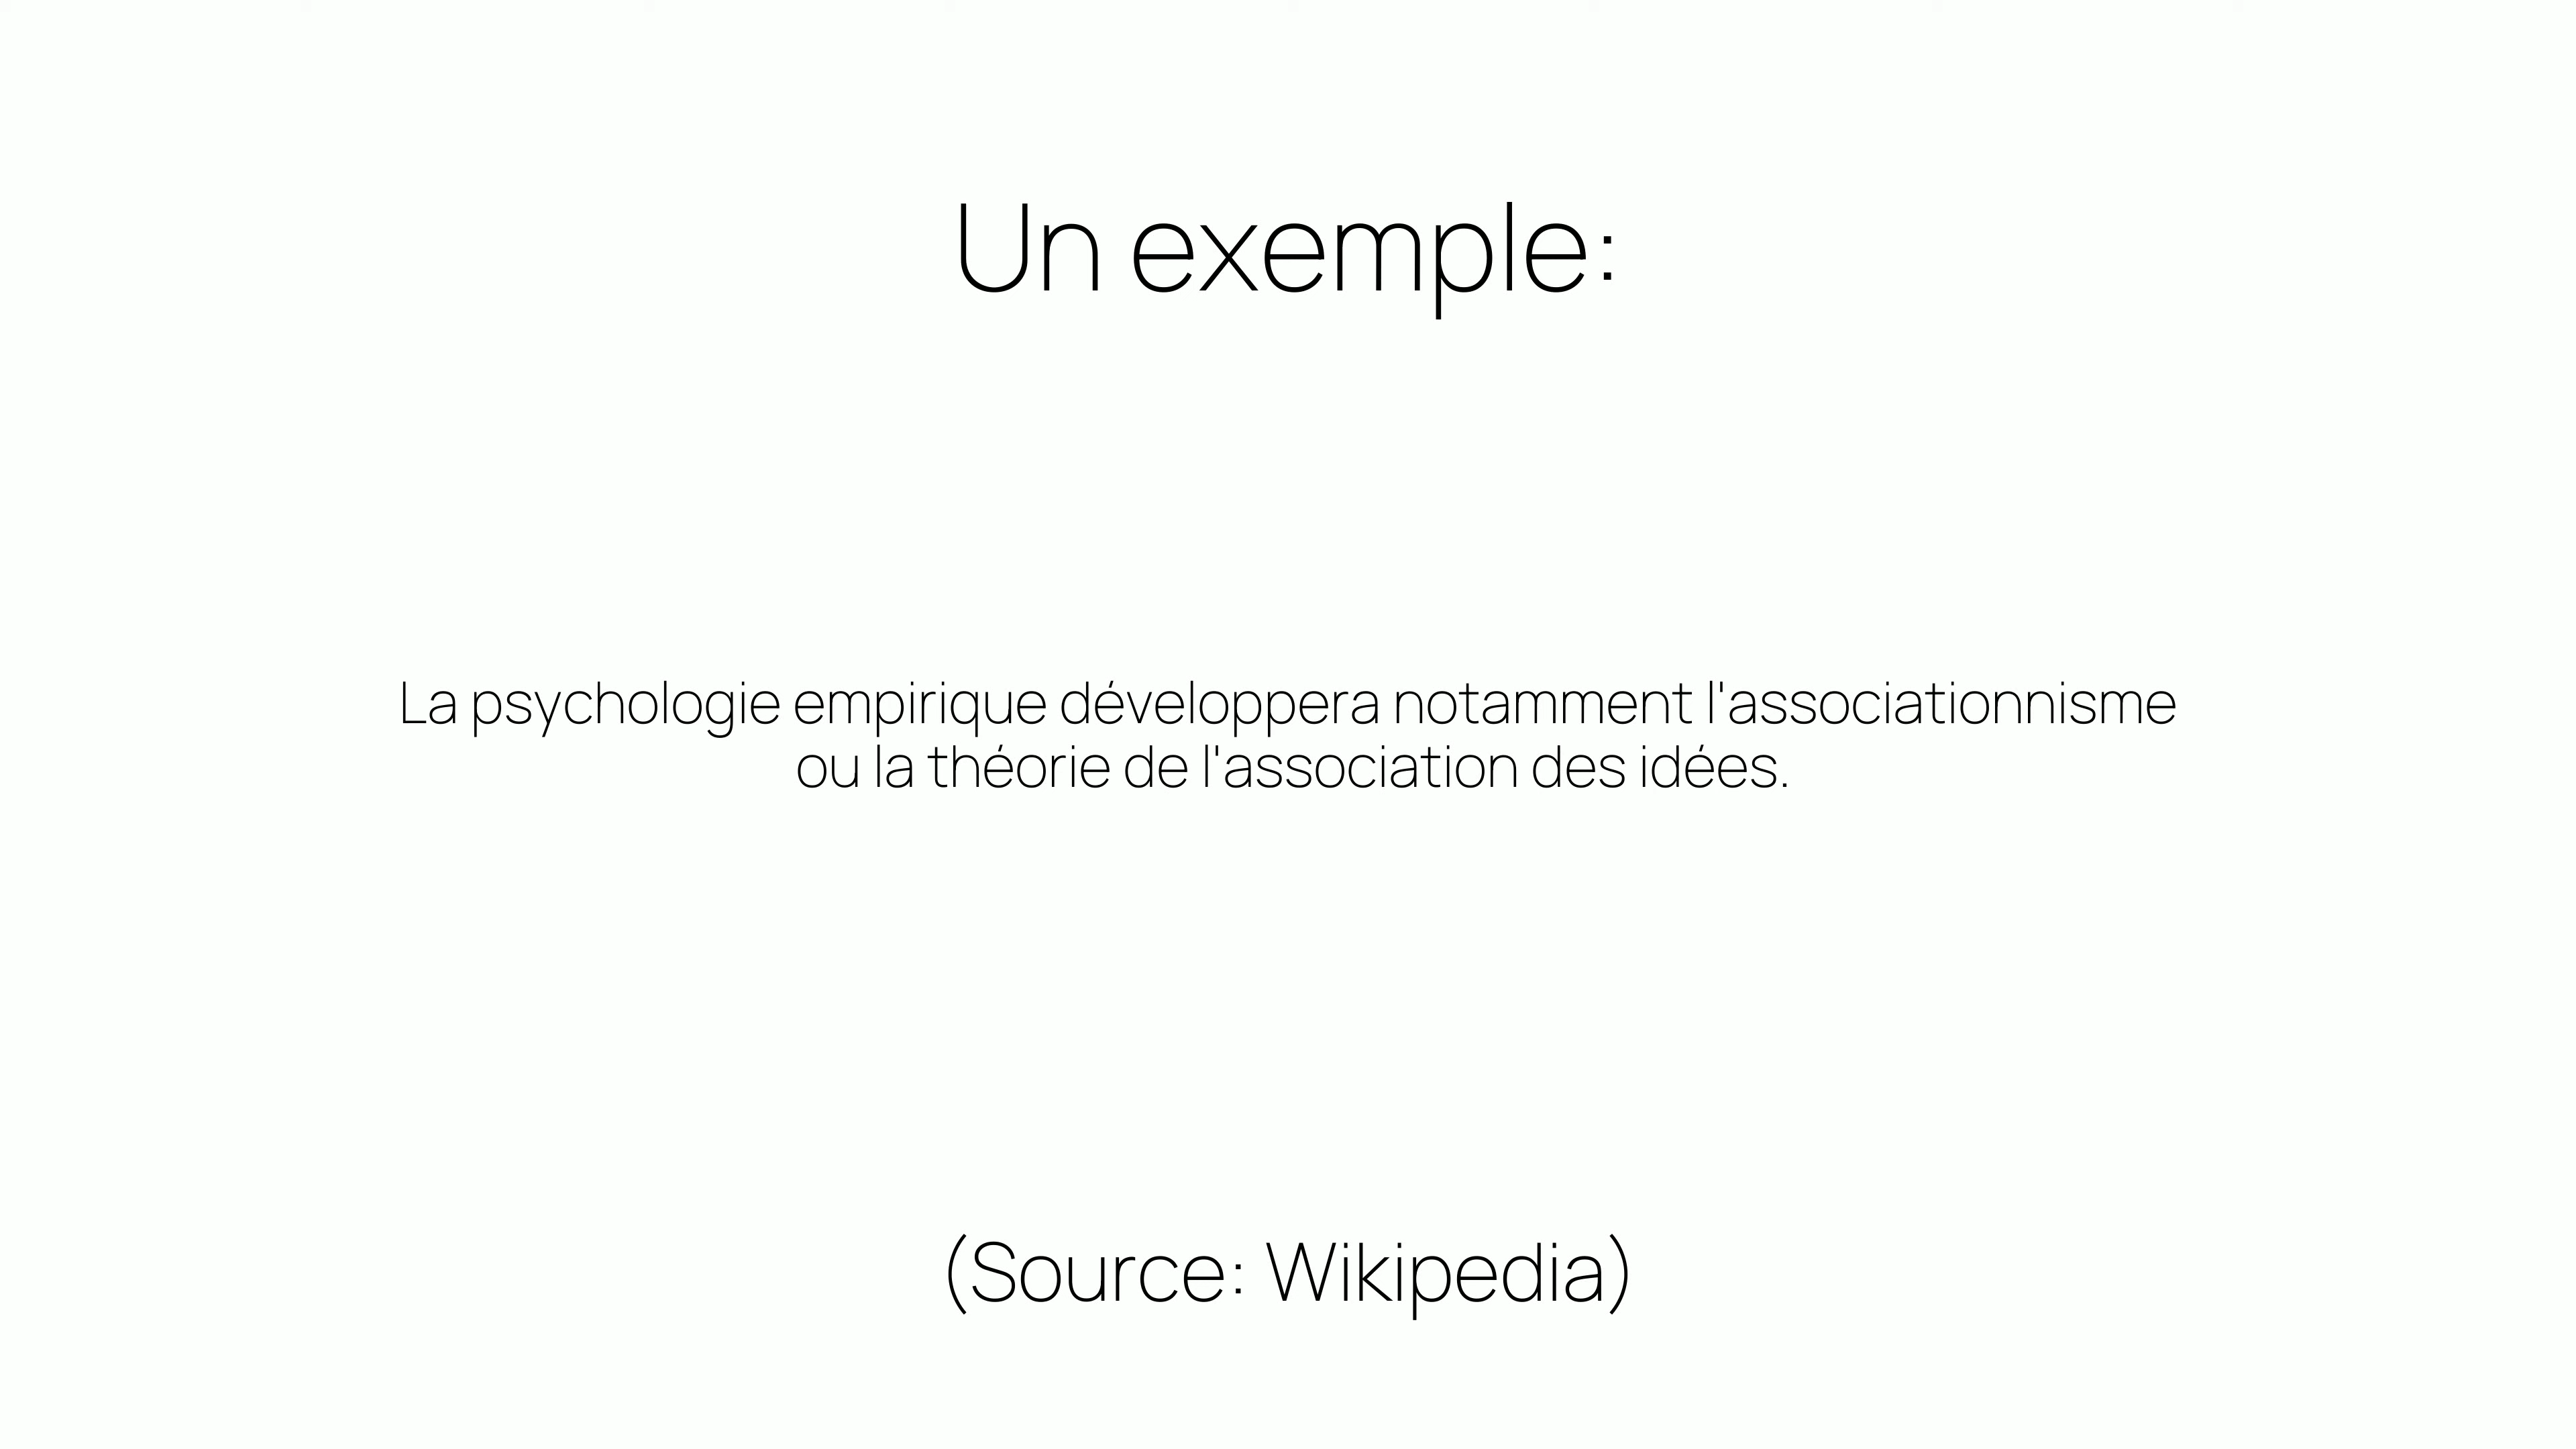 Un exemple:
La psychologie empirique développera notamment l'associationnisme
ou la théorie de l'association des idées.
(Source: Wikipedia)